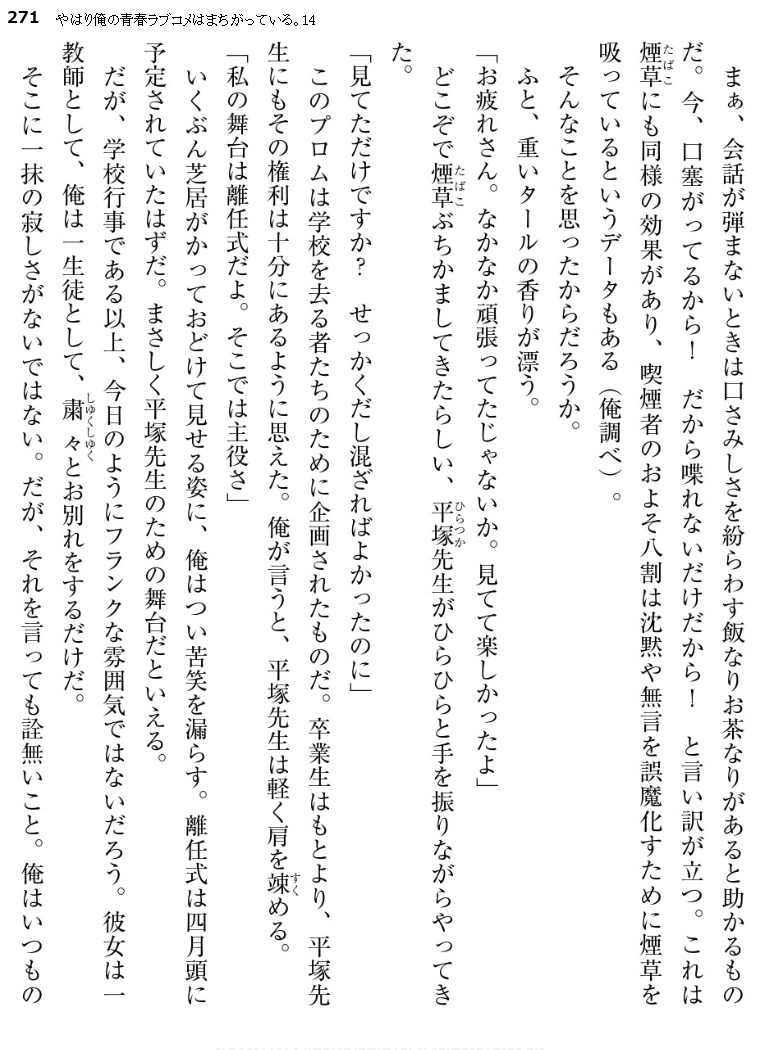 271 やはり俺の青春ラブコメはまちがっている。14
　まぁ、会話が弾まないときは口さみしさを紛らわす飯なりお茶なりがあると助かるもの
だ。今、口塞がってるから！　だから喋れないだけだから！　と言い訳が立つ。これは
煙草にも同様の効果があり、喫煙者のおよそ八割は沈黙や無言を誤魔化すために煙草を
吸っているというデータもある（俺調べ）。
　そんなことを思ったからだろうか。
　ふと、重いタールの香りが漂う。
「お疲れさん。なかなか頑張ってたじゃないか。見てて楽しかったよ」
　どこぞで煙草ぶちかましてきたらしい、平塚先生がひらひらと手を振りながらやってき
た。
「見てただけですか？　せっかくだし混ざればよかったのに」
　このプロムは学校を去る者たちのために企画されたものだ。卒業生はもとより、平塚先
生にもその権利は十分にあるように思えた。俺が言うと、平塚先生は軽く肩を竦める。
「私の舞台は離任式だよ。そこでは主役さ」
　いくぶん芝居がかっておどけて見せる姿に、俺はつい苦笑を漏らす。離任式は四月頭に
予定されていたはずだ。まさしく平塚先生のための舞台だといえる。
　だが、学校行事である以上、今日のようにフランクな雰囲気ではないだろう。彼女は一
教師として、俺は一生徒として、粛々とお別れをするだけだ。
　そこに一抹の寂しさがないではない。だが、それを言っても詮無いこと。俺はいつもの